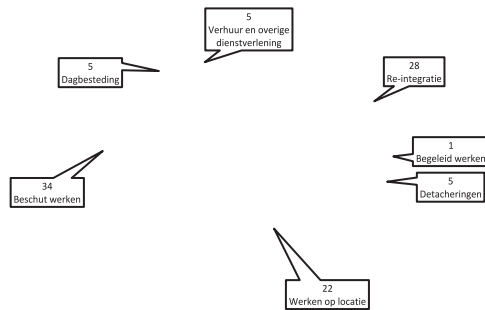 5
Verhuur en overige
dienstverlening
5
Dagbesteding
28
Re-integratie
1
Begeleid werken
5
Detacheringen
34
Beschut werken
22
Werken op locatie